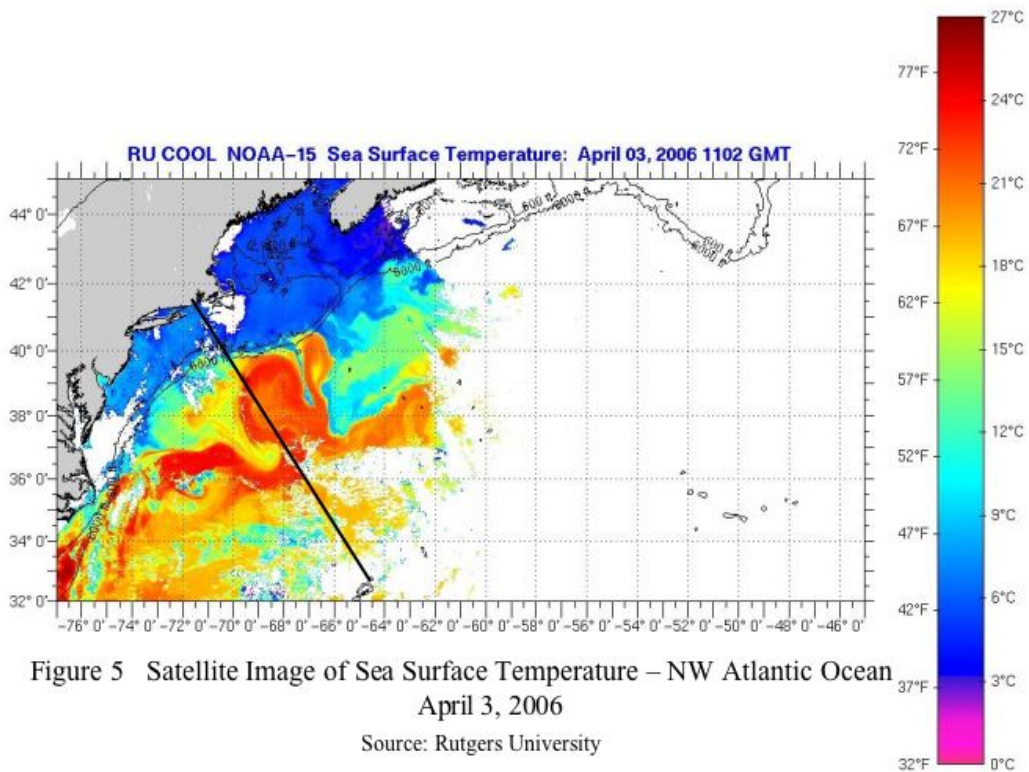 27°C
77°F
24°C
RU COOL NOAA-15 Sea Surface Temperature: April 03, 2006 1102 GMT
72°F
21°C
44° 0'
67°F
18°C
42° 0'
6000 ft
62°F
40° 0'
6000 ft
15°C
57°F
38° 0'
12°C
52°F
36° 0'
9°C
47°F
34° 0'
6°C
42°F
32° 0'
-76° 0' -74° 0' -72° 0' -70° 0' -68° 0' -66° 0' -64° 0' -62° 0' -60° 0' -58° 0' -56° 0' -54° 0' -52° 0' -50° 0' -48° 0' -46° 0'
Figure 5 Satellite Image of Sea Surface Temperature – NW Atlantic Ocean
37°F
3°C
April 3, 2006
Source: Rutgers University
32°F
0°C